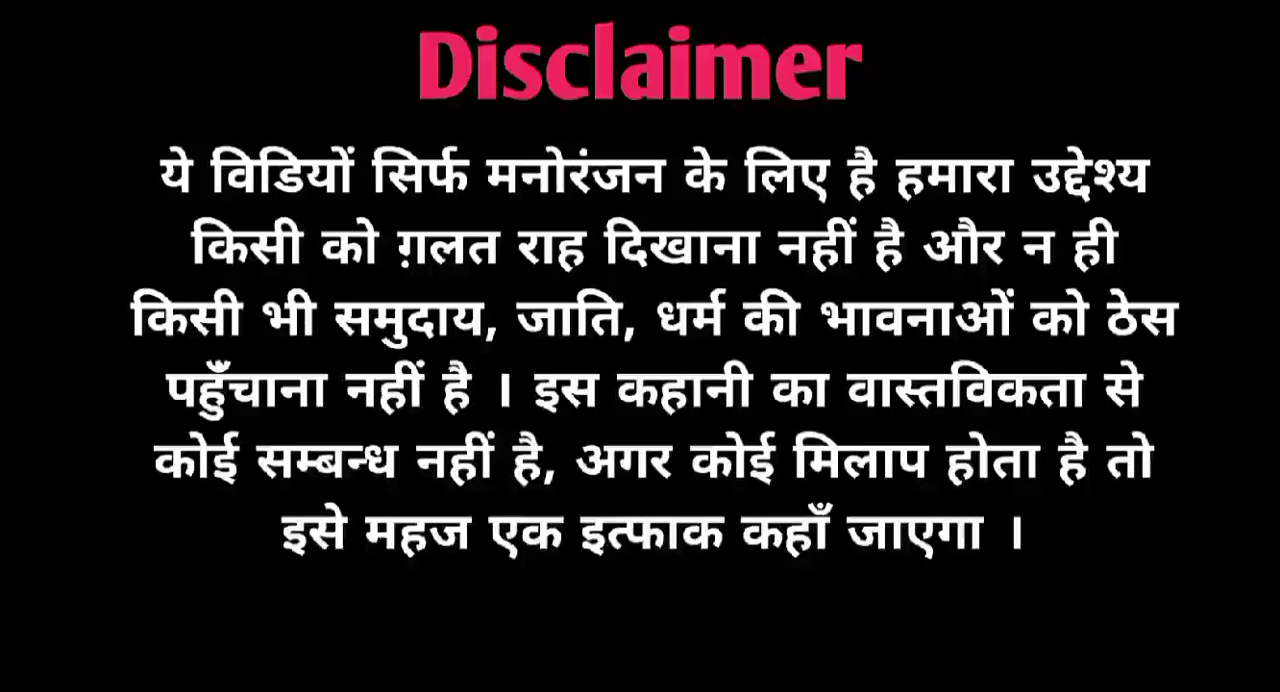 Disclaimer
ये विडियों सिर्फ मनोरंजन के लिए है हमारा उद्देश्य
किसी को ग़लत राह दिखाना नहीं है और न ही
किसी भी समुदाय, जाति, धर्म की भावनाओं को ठेस
पहुँचाना नहीं है । इस कहानी का वास्तविकता से
कोई सम्बन्ध नहीं है, अगर कोई मिलाप होता है तो
इसे महज एक इत्फाक कहाँ जाएगा ।